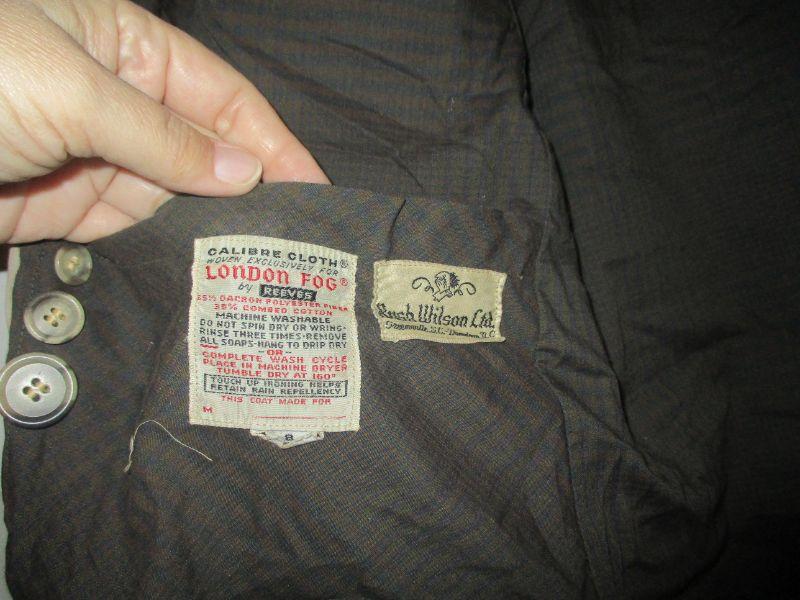 CALIBRE CLOTH®
WOVEN EXCLUSIVELY FOR
LONDON FOG®
by REEVES
65% DACRON POLYESTER FIBER
35% COMBED COTTON
MACHINE WASHABLE
DO NOT SPIN DRY OR WRING-
RINSE THREE TIMES-REMOVE
ALL SOAPS-HANG TO DRIP DRY
-OR-
COMPLETE WASH CYCLE
PLACE IN MACHINE DRYER
TUMBLE DRY AT 160°
TOUCH UP IRONING HELPS
RETAIN RAIN REPELLENCY
THIS COAT MADE FOR
M
8
Rush Wilson Ltd.
Greenville, S.C.-Davidson, N.C.